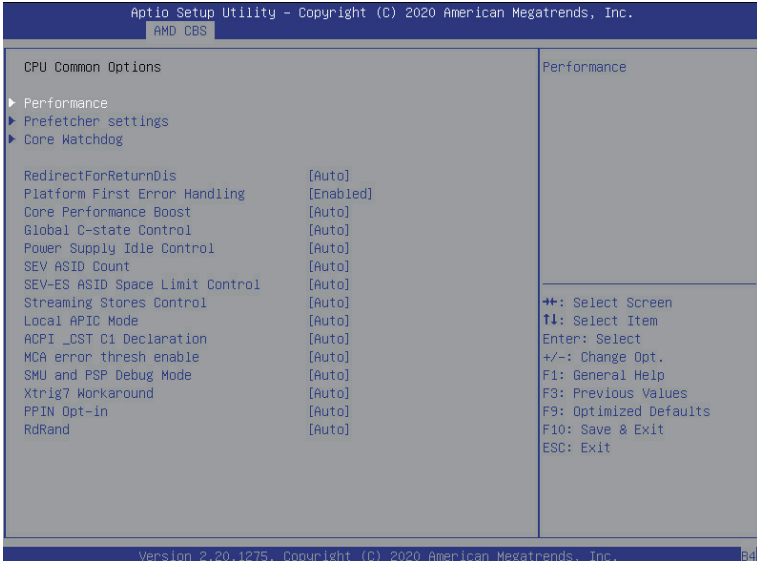 Aptio Setup Utility – Copyright (C) 2020 American Megatrends, Inc.
AMD CBS
CPU Common Options
Performance
Prefetcher settings
Core Watchdog
RedirectForReturnDis [Auto]
Platform First Error Handling [Enabled]
Core Performance Boost [Auto]
Global C-state Control [Auto]
Power Supply Idle Control [Auto]
SEV ASID Count [Auto]
SEV-ES ASID Space Limit Control [Auto]
Streaming Stores Control [Auto]
Local APIC Mode [Auto]
ACPI _CST C1 Declaration [Auto]
MCA error thresh enable [Auto]
SMU and PSP Debug Mode [Auto]
Xtrig7 Workaround [Auto]
PPIN Opt-in [Auto]
RdRand [Auto]
Performance
→←: Select Screen
↑↓: Select Item
Enter: Select
+/-: Change Opt.
F1: General Help
F3: Previous Values
F9: Optimized Defaults
F10: Save & Exit
ESC: Exit
Version 2.20.1275. Copyright (C) 2020 American Megatrends, Inc.
B4